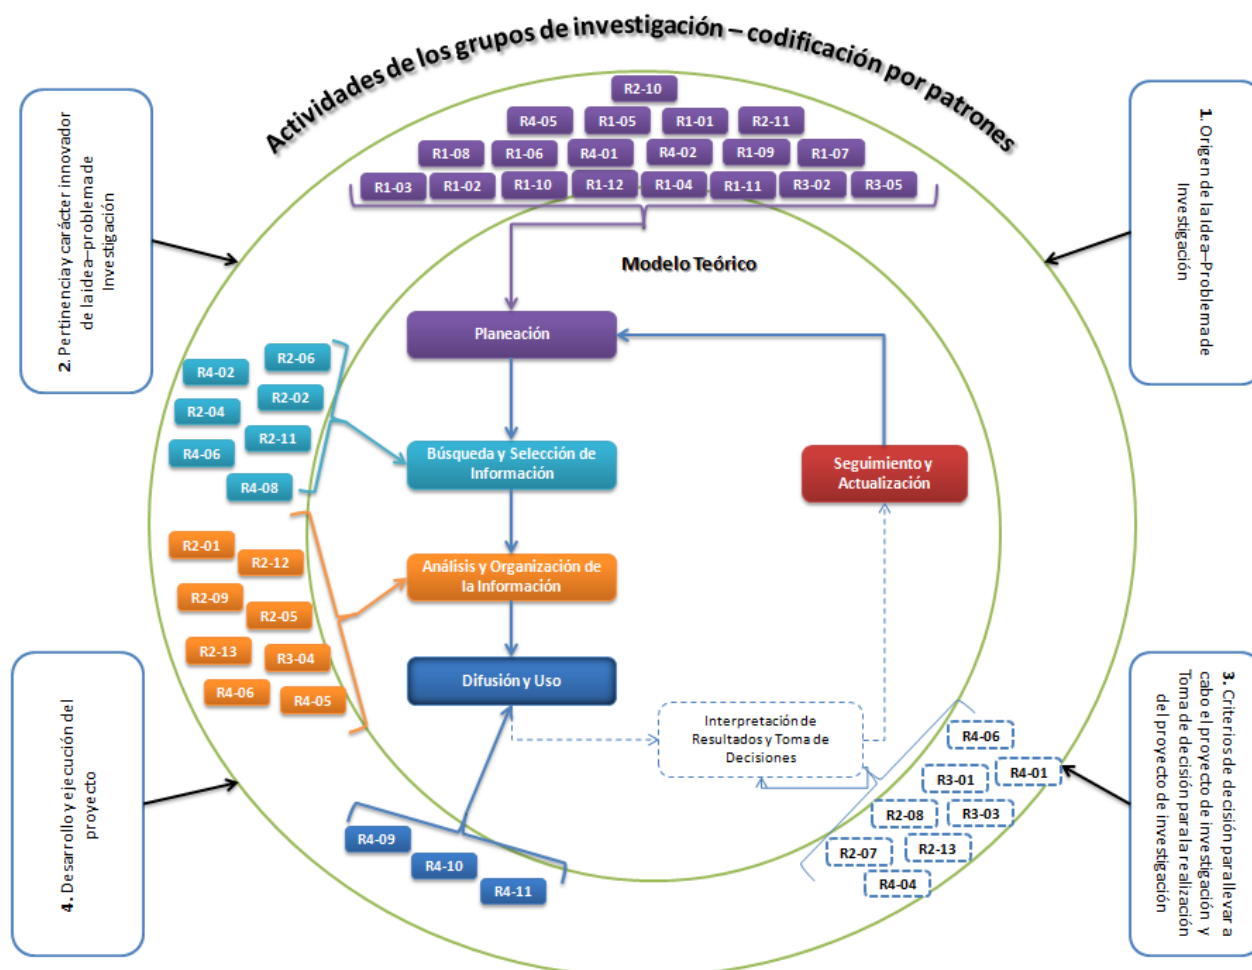 Actividades de los grupos de investigación – codificación por patrones
R2-10
R4-05 R1-05 R1-01 R2-11
R1-08 R1-06 R4-01 R4-02 R1-09 R1-07
R1-03 R1-02 R1-10 R1-12 R1-04 R1-11 R3-02 R3-05
2. Pertinencia y carácter innovador
de la idea–problema de
Investigación
1. Origen de la Idea–Problema de
Investigación
Modelo Teórico
Planeación
R2-06
R4-02
R2-02
R2-04
R2-11
R4-06
R4-08
Búsqueda y Selección de
Información
Seguimiento y
Actualización
R2-01
R2-12
R2-09
R2-05
R2-13
R3-04
R4-06
R4-05
Análisis y Organización de
la Información
Difusión y Uso
Interpretación de
Resultados y Toma de
Decisiones
R4-06
R3-01 R4-01
R2-08 R3-03
R2-07 R2-13
R4-04
R4-09
R4-10
R4-11
4. Desarrollo y ejecución del
proyecto
3. Criterios de decisión para llevar a
cabo el proyecto de investigación y
Toma de decisión para la realización
del proyecto de investigación